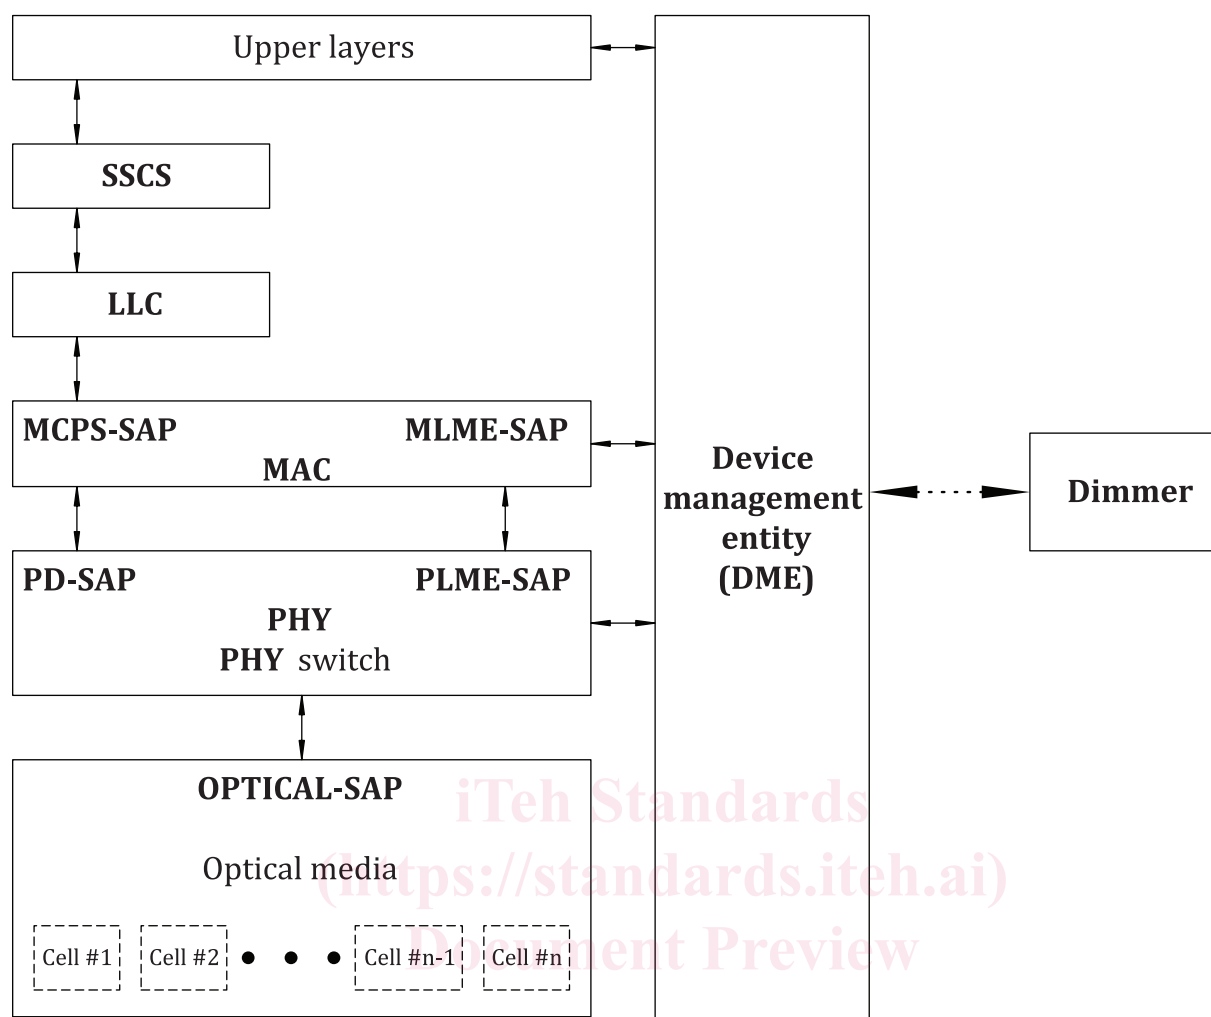 Upper layers
SSCS
LLC
MCPS-SAP MLME-SAP
MAC
PD-SAP PLME-SAP
PHY
PHY switch
OPTICAL-SAP
Optical media
Cell #1 Cell #2 Cell #n-1 Cell #n
Device
management
entity
(DME)
Dimmer
iTeh Standards
(https://standards.iteh.ai)
Document Preview